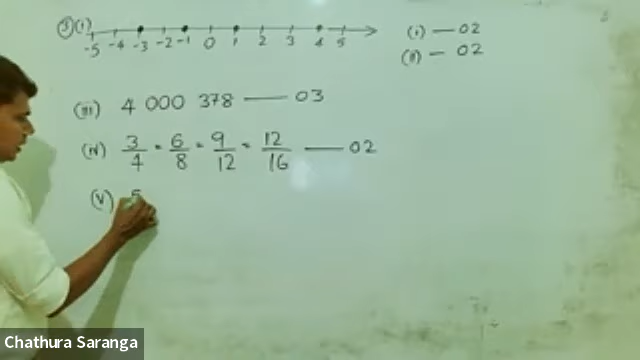 ③(i) -5 -4 -3 -2 -1 0 1 2 3 4 5
(i) — 02
(ii) — 02
(iii) 4 000 378 — 03
(iv) 3/4 = 6/8 = 9/12 = 12/16 — 02
(v)
Chathura Saranga